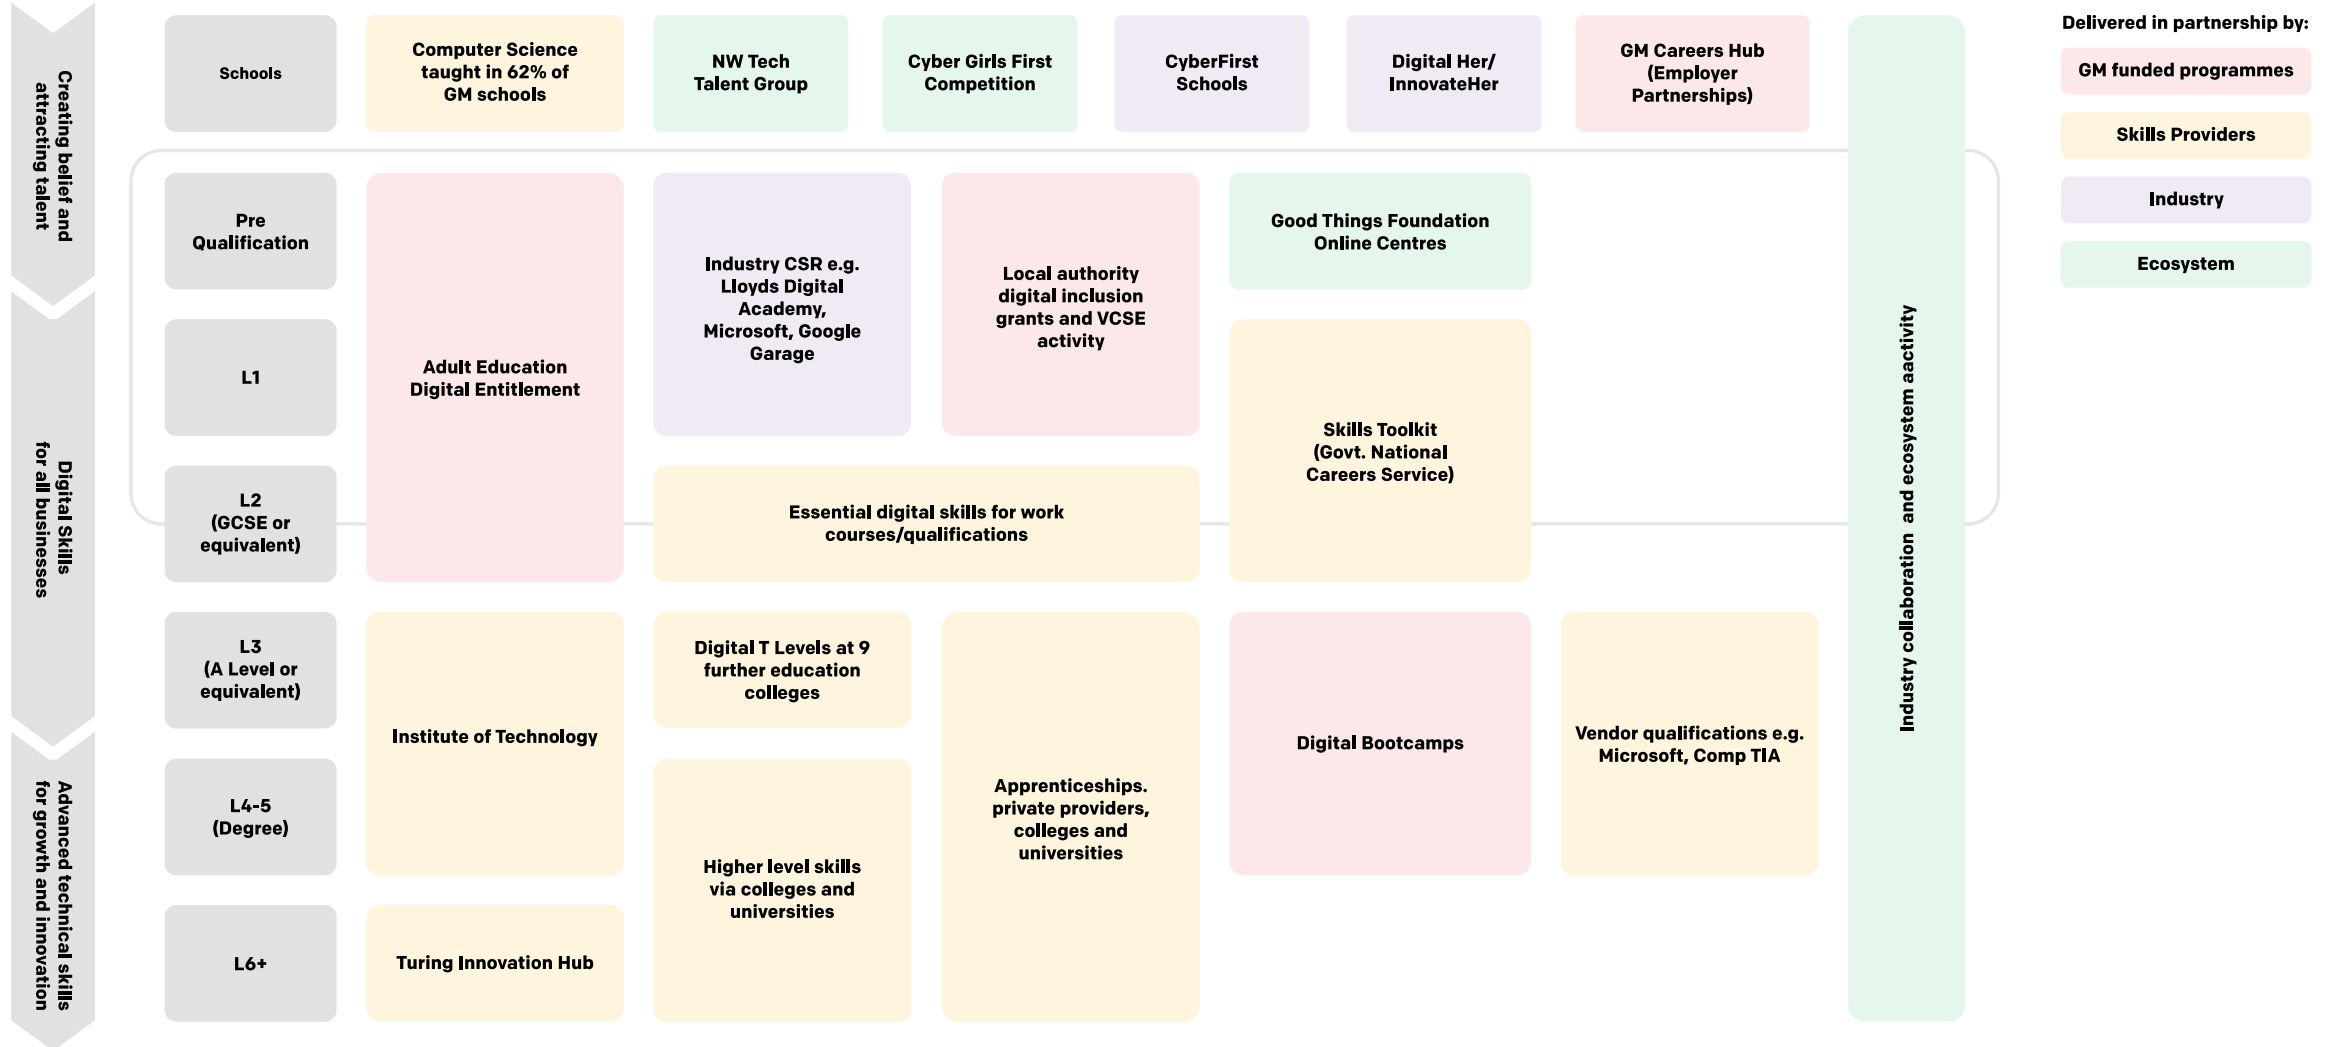 Creating belief and
attracting talent
Digital Skills
for all businesses
Advanced technical skills
for growth and innovation
Schools
Computer Science
taught in 62% of
GM schools
NW Tech
Talent Group
Cyber Girls First
Competition
CyberFirst
Schools
Digital Her/
InnovateHer
GM Careers Hub
(Employer
Partnerships)
Pre
Qualification
L1
L2
(GCSE or
equivalent)
Adult Education
Digital Entitlement
Industry CSR e.g.
Lloyds Digital
Academy,
Microsoft, Google
Garage
Local authority
digital inclusion
grants and VCSE
activity
Good Things Foundation
Online Centres
Skills Toolkit
(Govt. National
Careers Service)
Essential digital skills for work
courses/qualifications
L3
(A Level or
equivalent)
L4-5
(Degree)
L6+
Institute of Technology
Turing Innovation Hub
Digital T Levels at 9
further education
colleges
Higher level skills
via colleges and
universities
Apprenticeships.
private providers,
colleges and
universities
Digital Bootcamps
Vendor qualifications e.g.
Microsoft, Comp TIA
Industry collaboration and ecosystem aactivity
Delivered in partnership by:
GM funded programmes
Skills Providers
Industry
Ecosystem